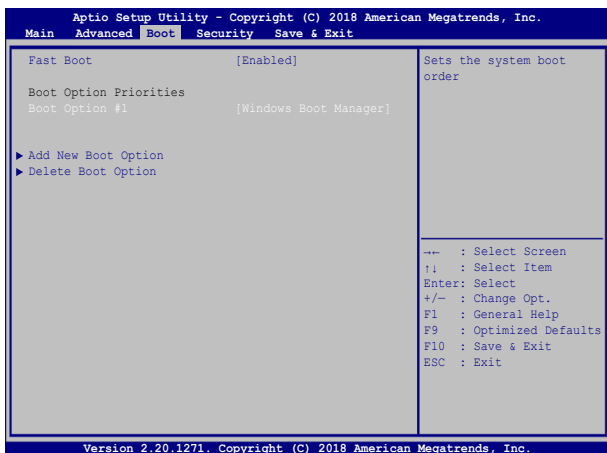 Aptio Setup Utility - Copyright (C) 2018 American Megatrends, Inc.
Main Advanced Boot Security Save & Exit
Fast Boot [Enabled]
Boot Option Priorities
Boot Option #1 [Windows Boot Manager]
▶ Add New Boot Option
▶ Delete Boot Option
Sets the system boot
order
→← : Select Screen
↑↓ : Select Item
Enter: Select
+/— : Change Opt.
F1 : General Help
F9 : Optimized Defaults
F10 : Save & Exit
ESC : Exit
Version 2.20.1271. Copyright (C) 2018 American Megatrends, Inc.